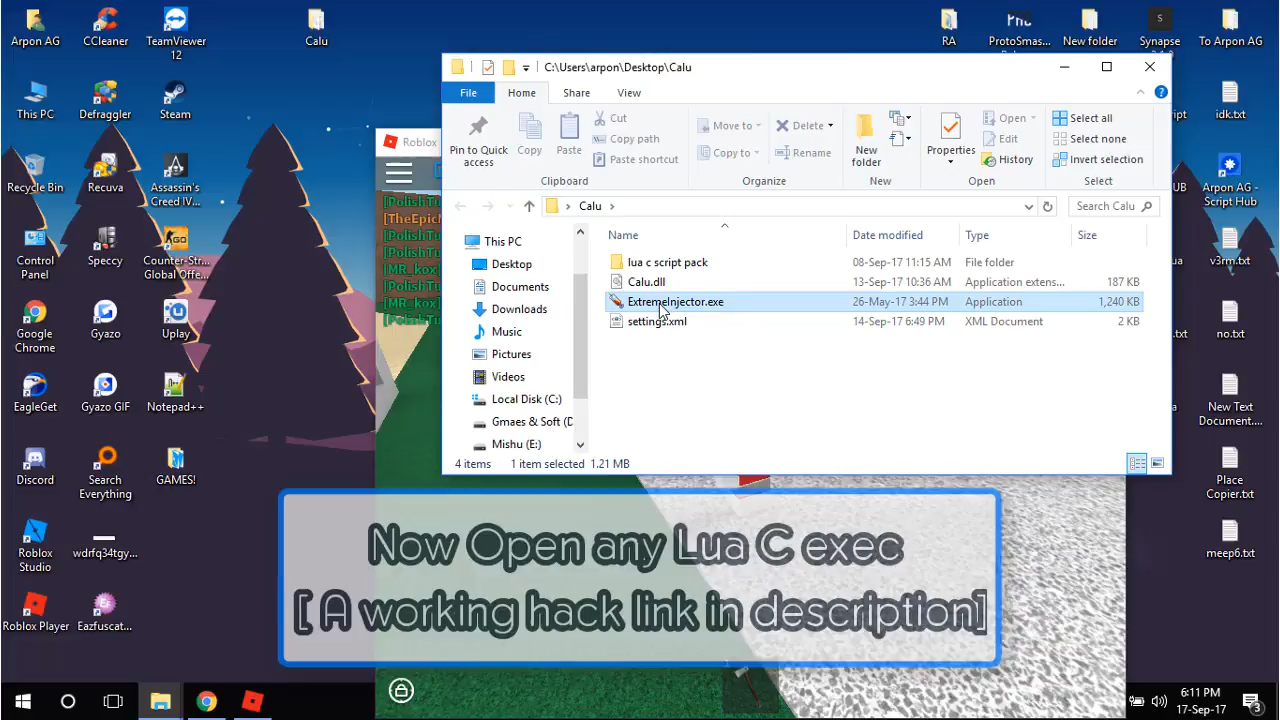 Arpon AG
CCleaner
TeamViewer
12
Calu
RA
ProtoSmas...
New folder
Synapse
To Arpon AG
This PC
Defraggler
Steam
Recycle Bin
Recuva
Assassin's
Creed IV...
Control
Panel
Speccy
Counter-Str...
Global Offe...
Google
Chrome
Gyazo
Uplay
EagleGet
Gyazo GIF
Notepad++
Discord
Search
Everything
GAMES!
Roblox
Studio
wdrfq34tgy...
Roblox Player
Eazfuscat...
idk.txt
Arpon AG -
Script Hub
v3rm.txt
no.txt
New Text
Document....
Place
Copier.txt
meep6.txt
Roblox
[TheEpicM
[MR_kox]
C:\Users\arpon\Desktop\Calu
File
Home
Share
View
Pin to Quick
access
Copy
Paste
Cut
Copy path
Paste shortcut
Clipboard
Move to
Copy to
Delete
Rename
Organize
New
folder
New
Properties
Open
Edit
History
Open
Select all
Select none
Invert selection
Select
Calu
Search Calu
This PC
Desktop
Documents
Downloads
Music
Pictures
Videos
Local Disk (C:)
Gmaes & Soft (D
Mishu (E:)
Name
Date modified
Type
Size
lua c script pack
08-Sep-17 11:15 AM
File folder
Calu.dll
13-Sep-17 10:36 AM
Application extens...
187 KB
ExtremeInjector.exe
26-May-17 3:44 PM
Application
1,240 KB
settings.xml
14-Sep-17 6:49 PM
XML Document
2 KB
4 items
1 item selected 1.21 MB
Now Open any Lua C exec
[ A working hack link in description]
6:11 PM
17-Sep-17
3